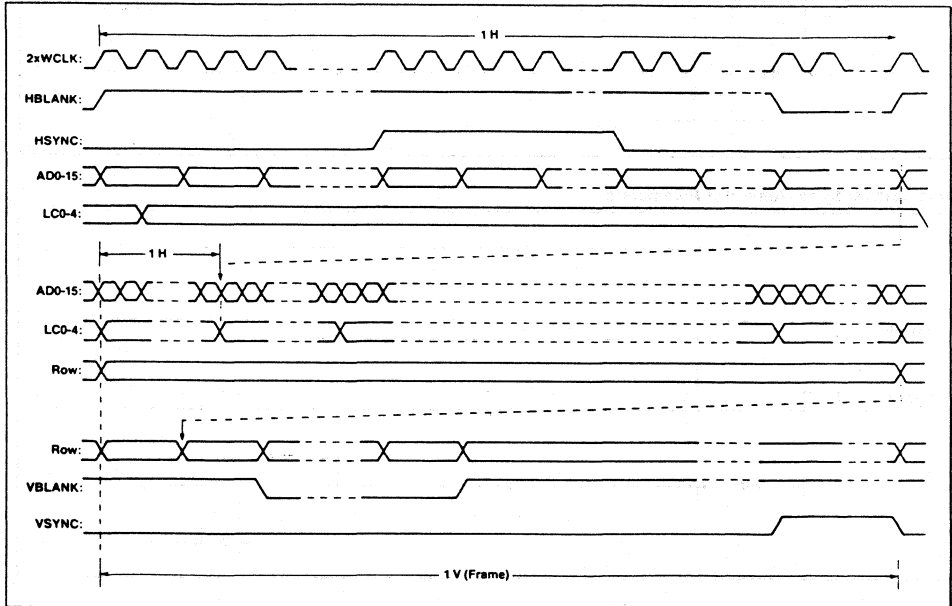 1 H
2xWCLK:
HBLANK:
HSYNC:
AD0-15:
LC0-4:
1 H
AD0-15:
LC0-4:
Row:
Row:
VBLANK:
VSYNC:
1 V (Frame)